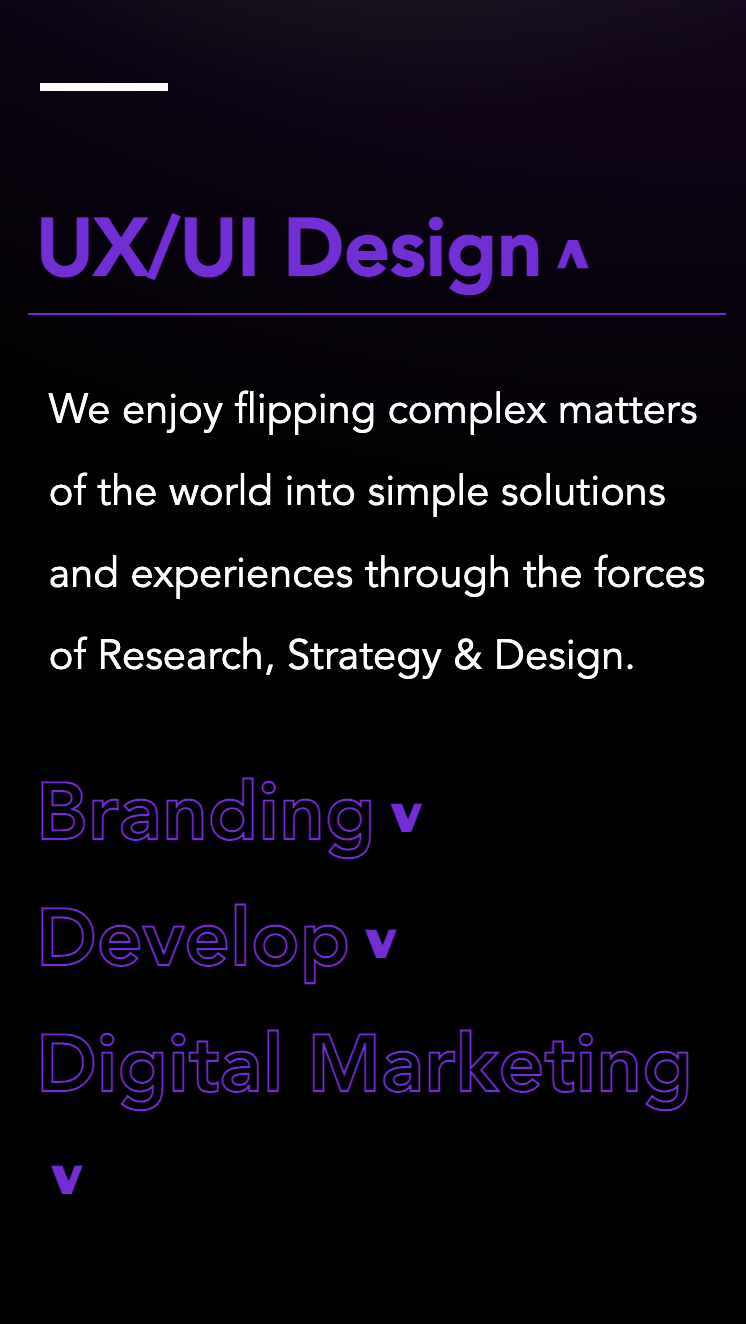 UX/UI Design ʌ
We enjoy flipping complex matters
of the world into simple solutions
and experiences through the forces
of Research, Strategy & Design.
Branding v
Develop v
Digital Marketing
v